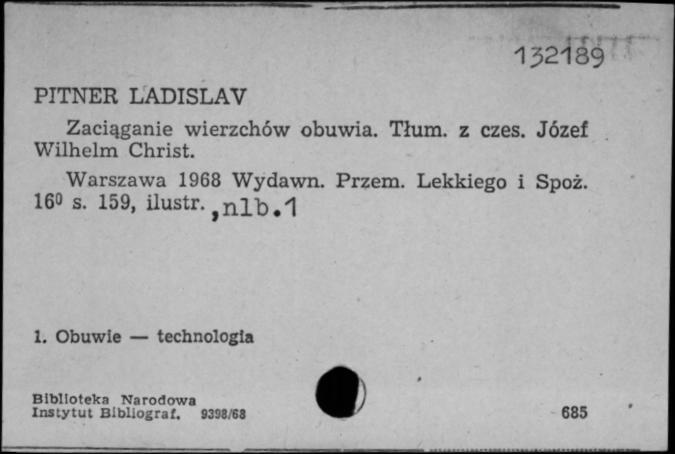 132189
PITNER LADISLAV
Zaciąganie wierzchów obuwia. Tłum. z czes. Józef
Wilhelm Christ.
Warszawa 1968 Wydawn. Przem. Lekkiego i Spoż.
16⁰ s. 159, ilustr. ,nlb.1
1. Obuwie — technologia
Biblioteka Narodowa
Instytut Bibliograf. 9398/68
685